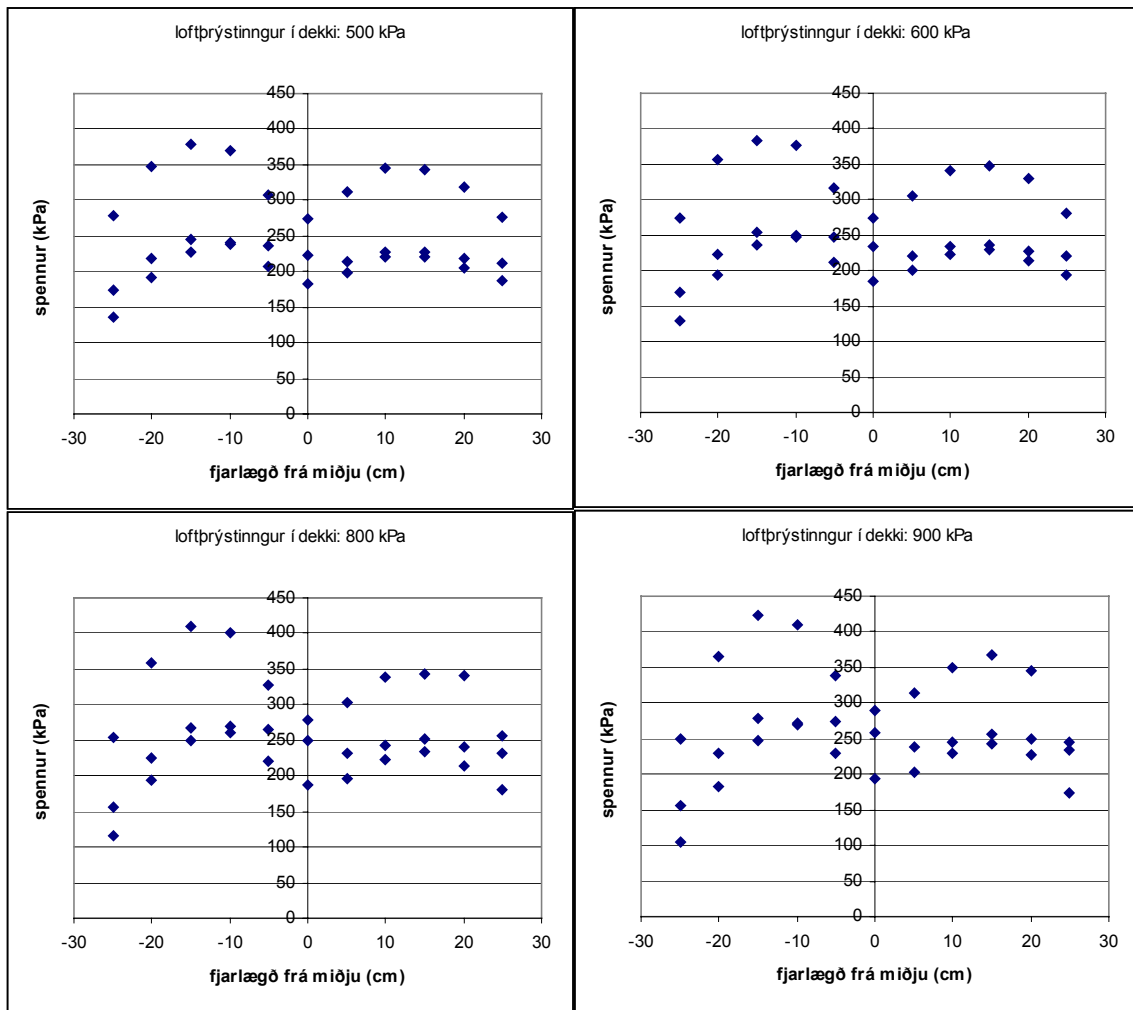 loftþrýstinngur í dekki: 500 kPa
450
400
350
300
250
200
150
100
50
0
-30 -20 -10 0 10 20 30
spennur (kPa)
fjarlægð frá miðju (cm)
loftþrýstinngur í dekki: 600 kPa
450
400
350
300
250
200
150
100
50
0
-30 -20 -10 0 10 20 30
spennur (kPa)
fjarlægð frá miðju (cm)
loftþrýstinngur í dekki: 800 kPa
450
400
350
300
250
200
150
100
50
0
-30 -20 -10 0 10 20 30
spennur (kPa)
fjarlægð frá miðju (cm)
loftþrýstinngur í dekki: 900 kPa
450
400
350
300
250
200
150
100
50
0
-30 -20 -10 0 10 20 30
spennur (kPa)
fjarlægð frá miðju (cm)